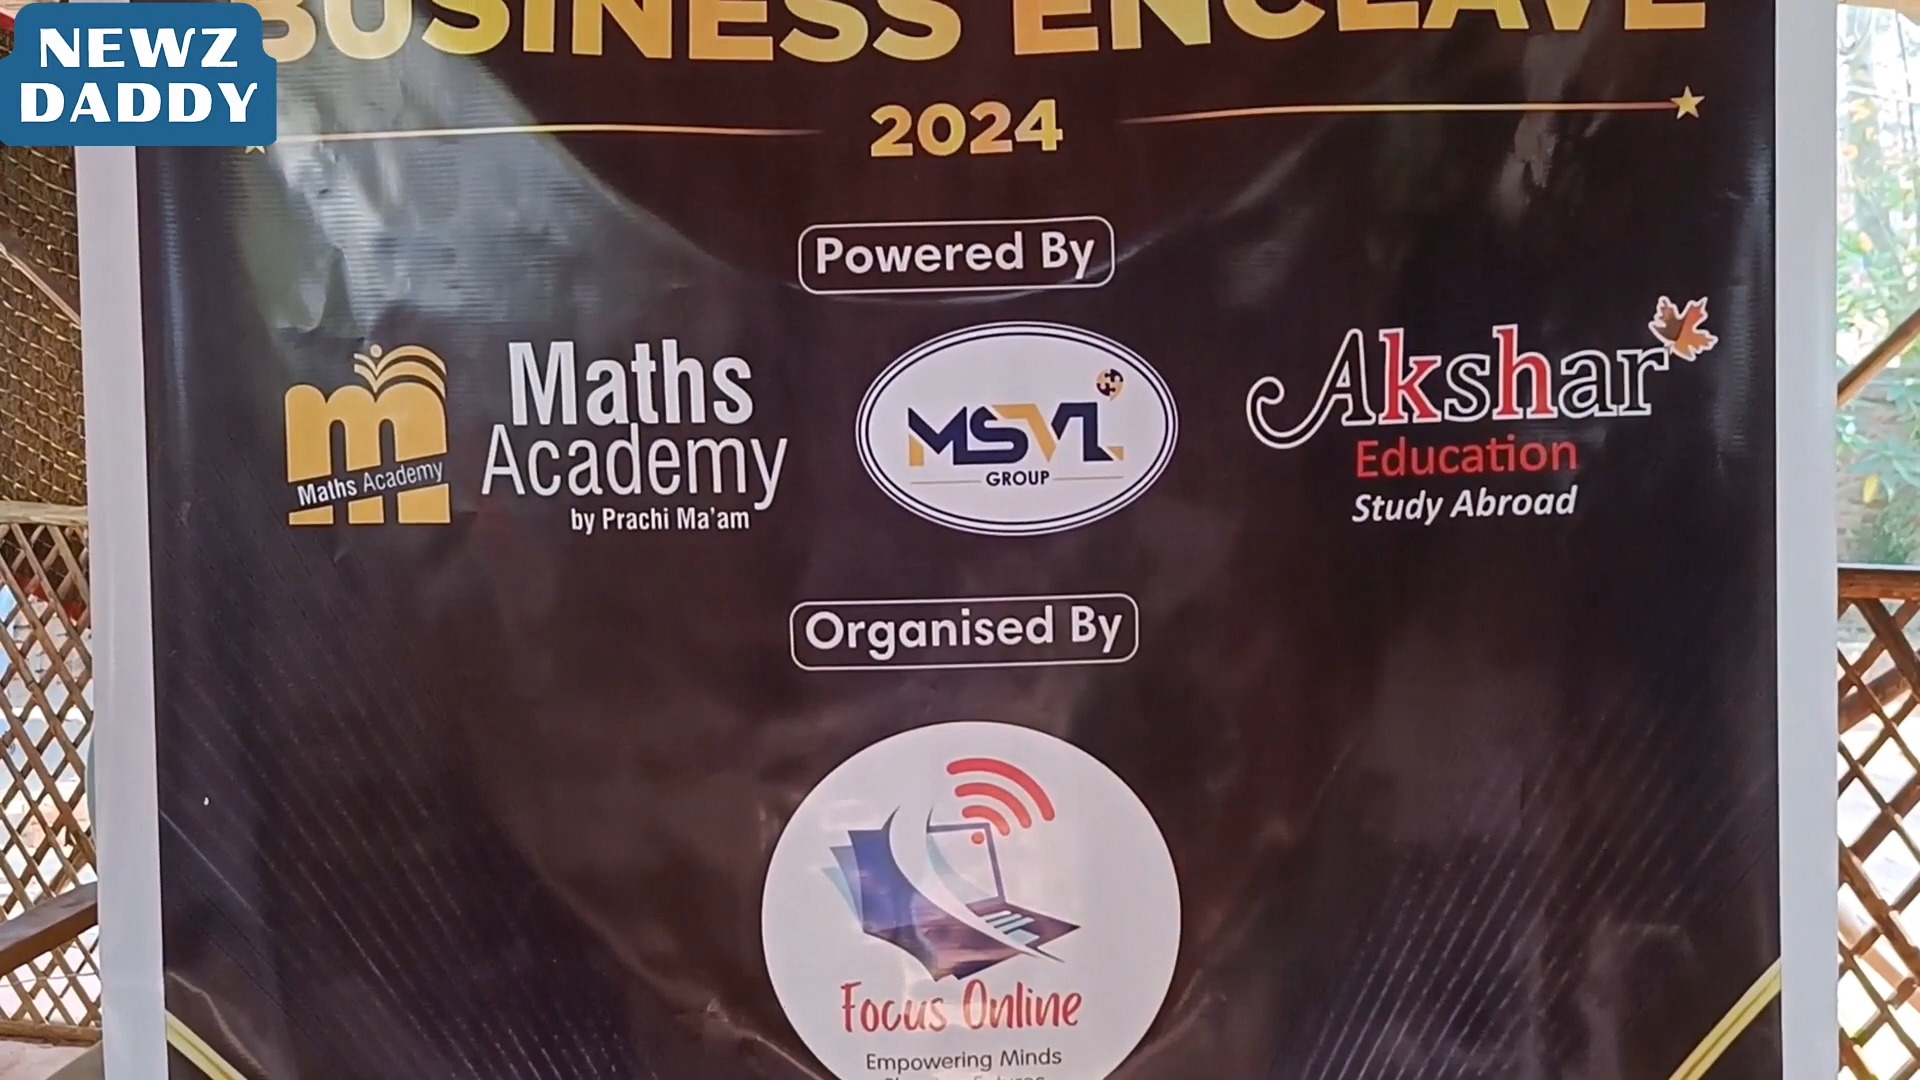 NEWZ
DADDY
BUSINESS ENCLAVE
2024
Powered By
Maths Academy
Maths
Academy
by Prachi Ma'am
MSVL
GROUP
Akshar
Education
Study Abroad
Organised By
Focus Online
Empowering Minds